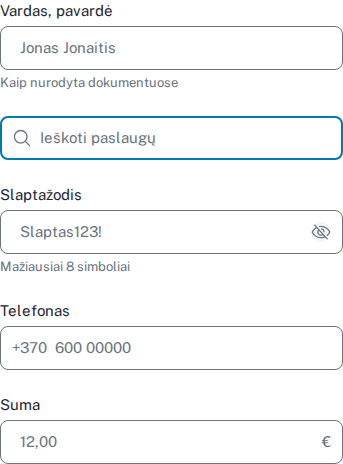 Vardas, pavardė
Jonas Jonaitis
Kaip nurodyta dokumentuose
Ieškoti paslaugų
Slaptažodis
Slaptas123!
Mažiausiai 8 simboliai
Telefonas
+370 600 00000
Suma
12,00 €